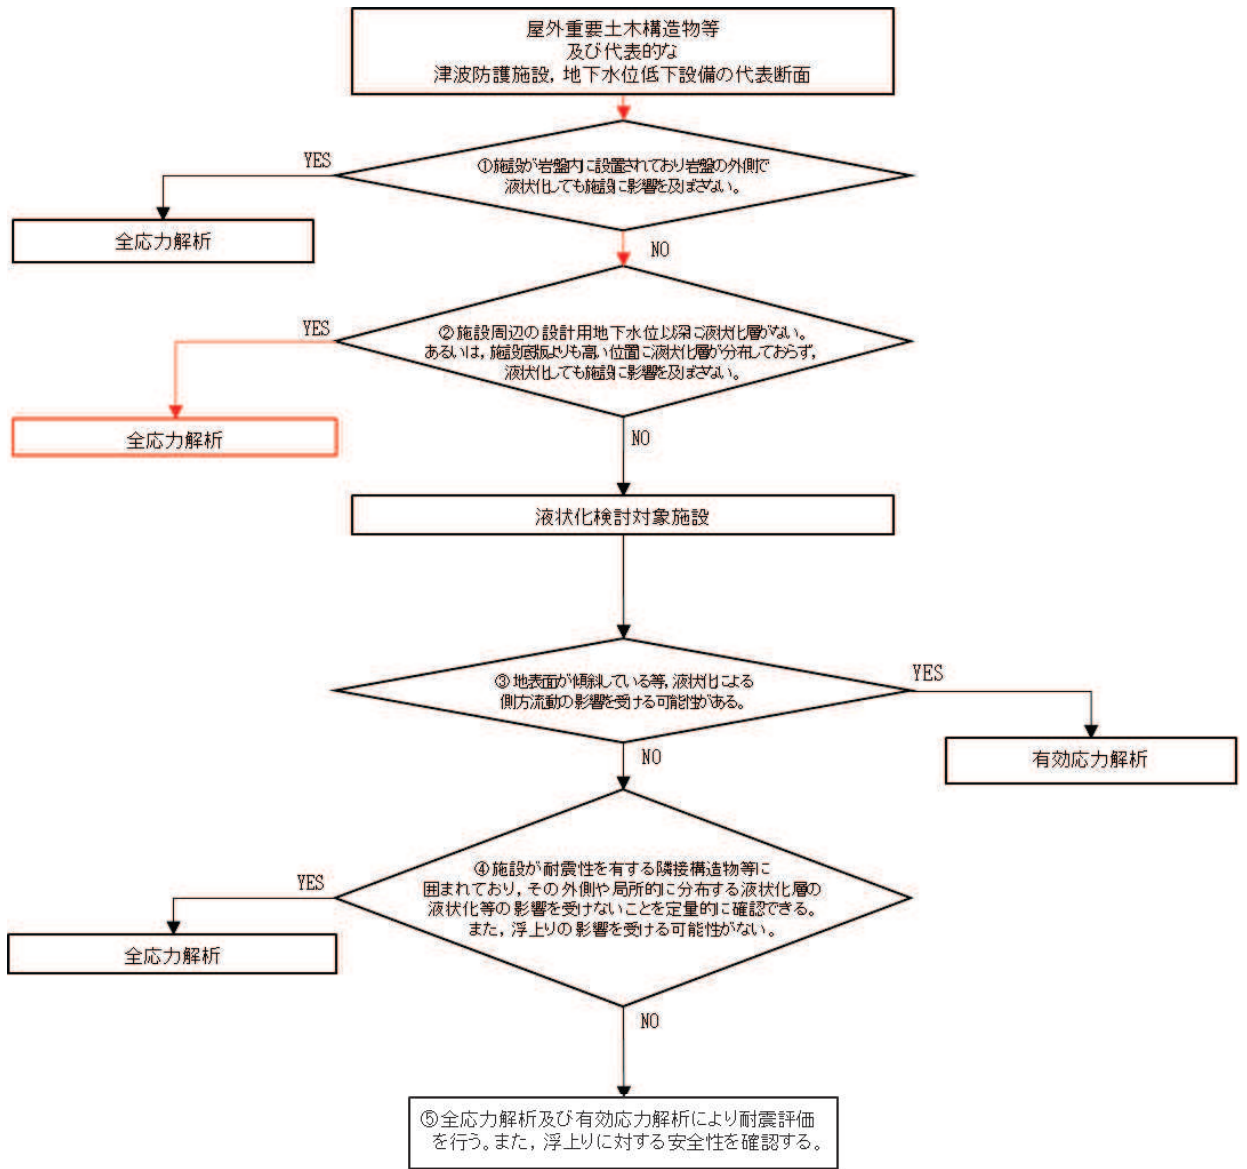 屋外重要土木構造物等
及び代表的な
津波防護施設，地下水位低下設備の代表断面
YES
①施設が岩盤内に設置されており岩盤の外側で
液状化しても施設に影響を及ぼさない。
全応力解析
NO
YES
②施設周辺の設計用地下水位以深に液状化層がない。
あるいは，施設底版よりも高い位置に液状化層が分布しておらず，
液状化しても施設に影響を及ぼさない。
全応力解析
NO
液状化検討対象施設
YES
③地表面が傾斜している等，液状化による
側方流動の影響を受ける可能性がある。
NO
有効応力解析
YES
④施設が耐震性を有する隣接構造物等に
囲まれており，その外側や局所的に分布する液状化層の
液状化等の影響を受けないことを定量的に確認できる。
また，浮上りの影響を受ける可能性がない。
全応力解析
NO
⑤全応力解析及び有効応力解析により耐震評価
を行う。また，浮上りに対する安全性を確認する。